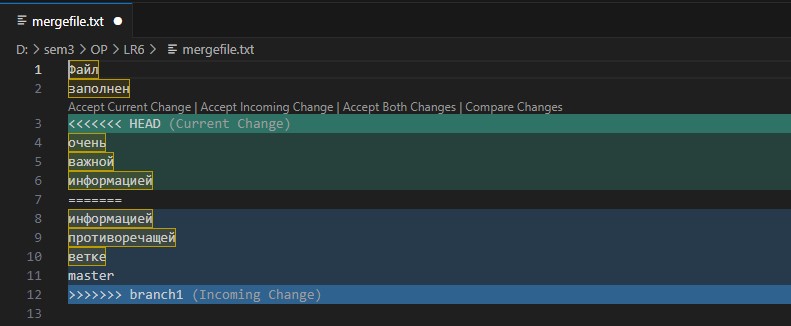 mergefile.txt ●
D: > sem3 > OP > LR6 > mergefile.txt
1 Файл
2 заполнен
Accept Current Change | Accept Incoming Change | Accept Both Changes | Compare Changes
3 <<<<<<< HEAD (Current Change)
4 очень
5 важной
6 информацией
7 =======
8 информацией
9 противоречащей
10 ветке
11 master
12 >>>>>>> branch1 (Incoming Change)
13